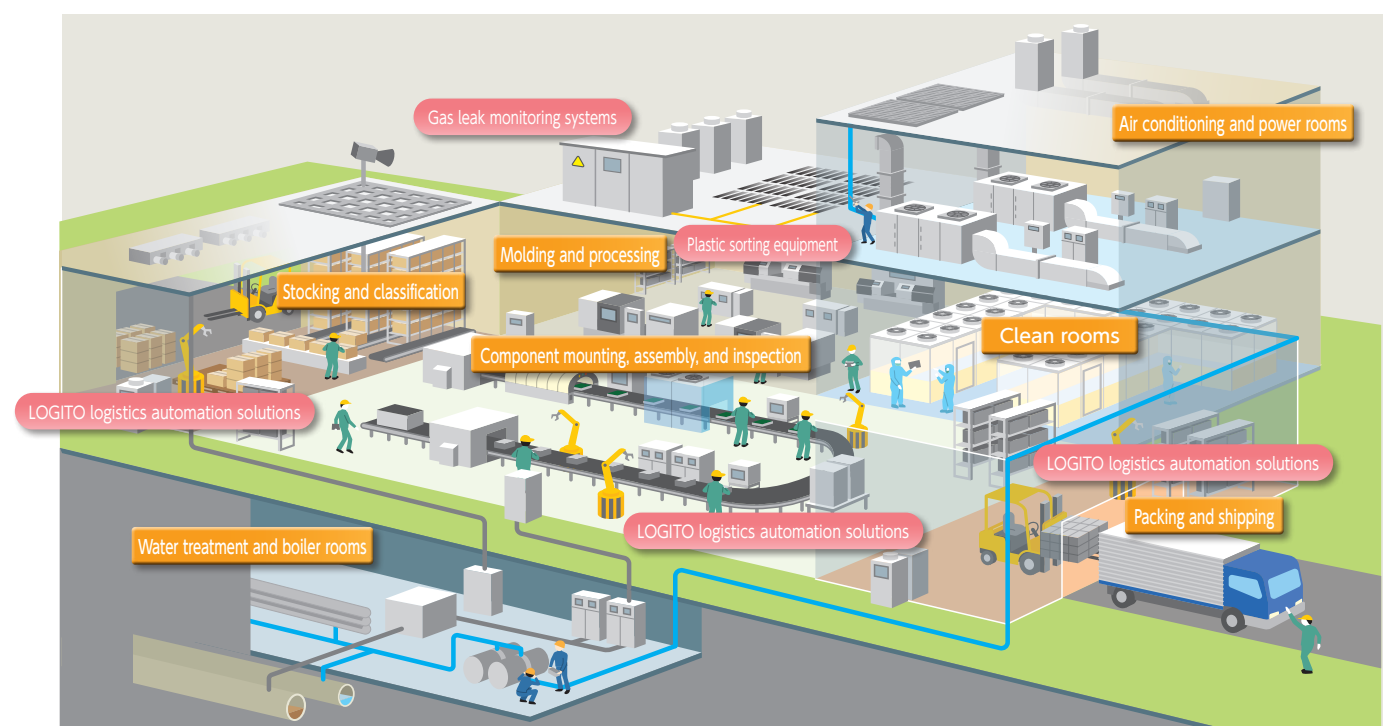 Gas leak monitoring systems
Air conditioning and power rooms
Plastic sorting equipment
Molding and processing
Stocking and classification
Clean rooms
Component mounting, assembly, and inspection
LOGITO logistics automation solutions
LOGITO logistics automation solutions
Packing and shipping
LOGITO logistics automation solutions
Water treatment and boiler rooms